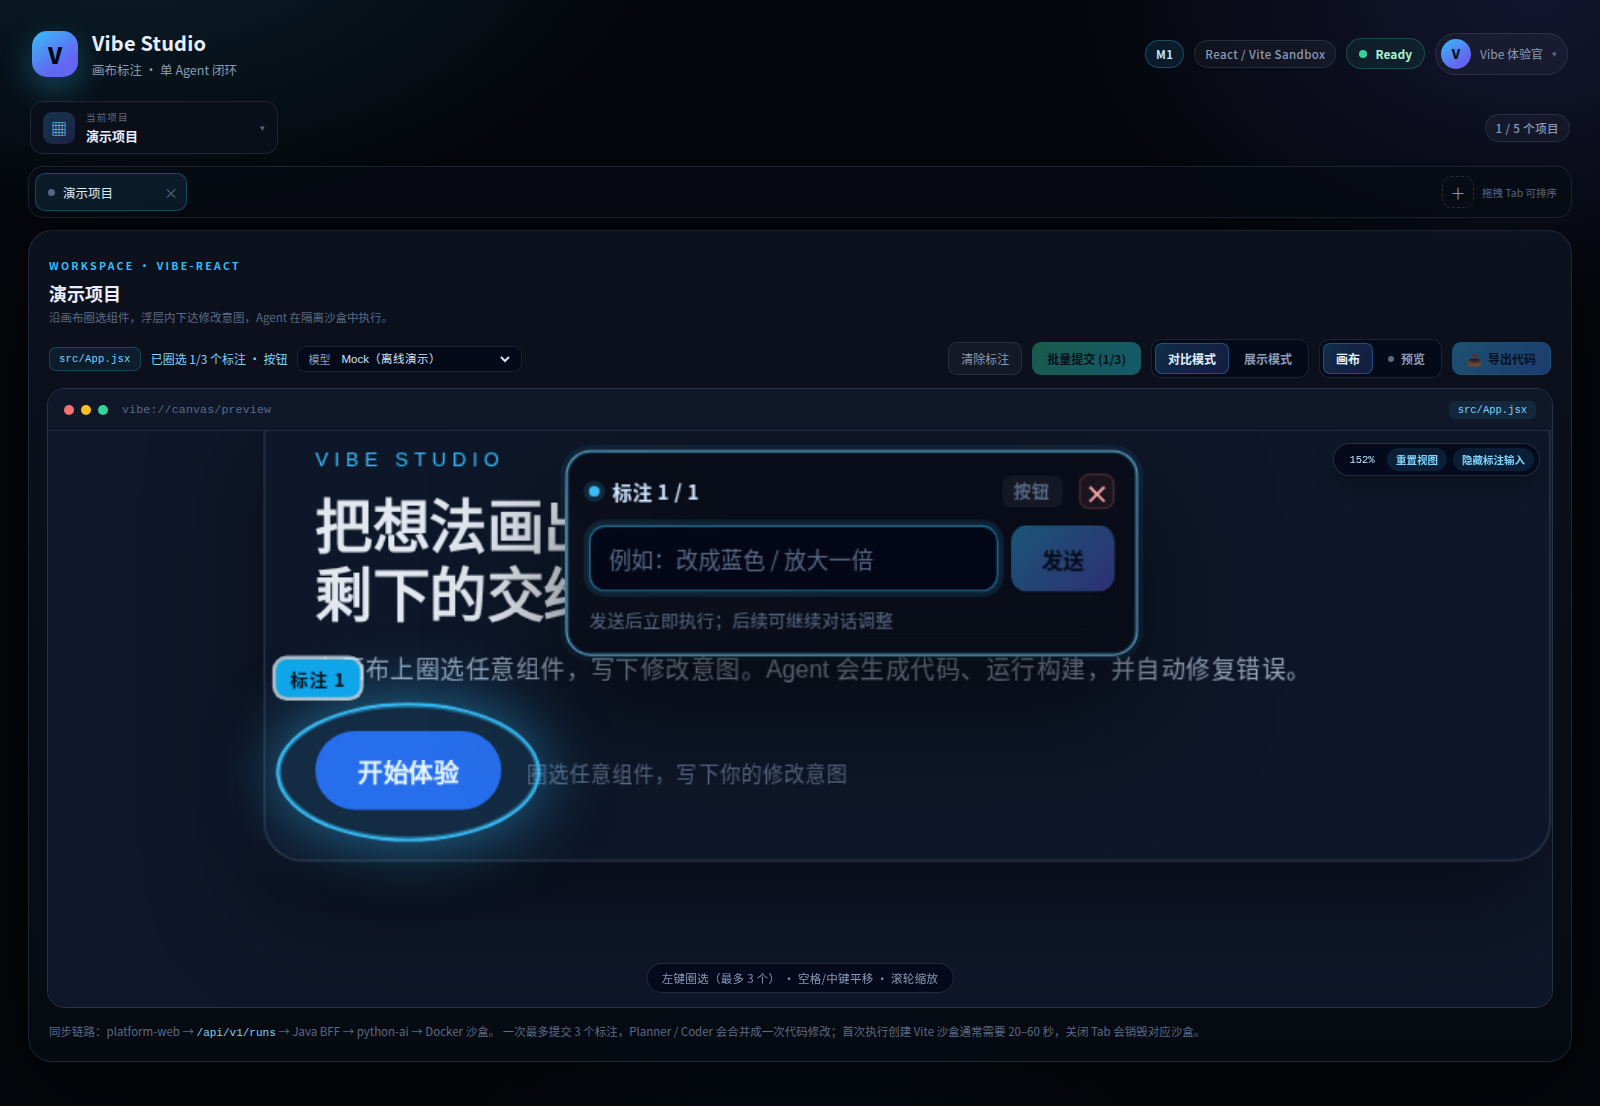 V
Vibe Studio
画布标注 · 单 Agent 闭环
M1
React / Vite Sandbox
Ready
V
Vibe 体验官
当前项目
演示项目
1 / 5 个项目
演示项目
拖拽 Tab 可排序
WORKSPACE · VIBE-REACT
演示项目
沿画布圈选组件，浮层内下达修改意图，Agent 在隔离沙盒中执行。
src/App.jsx
已圈选 1/3 个标注 · 按钮
模型
Mock（离线演示）
清除标注
批量提交 (1/3)
对比模式
展示模式
画布
预览
导出代码
vibe://canvas/preview
src/App.jsx
152%
重置视图
隐藏标注输入
VIBE STUDIO
把想法画
剩下的交
标注 1 / 1
按钮
例如：改成蓝色 / 放大一倍
发送
发送后立即执行；后续可继续对话调整
标注 1
布上圈选任意组件，写下修改意图。Agent 会生成代码、运行构建，并自动修复错误。
开始体验
圈选任意组件，写下你的修改意图
左键圈选（最多 3 个） · 空格/中键平移 · 滚轮缩放
同步链路：platform-web → /api/v1/runs → Java BFF → python-ai → Docker 沙盒。 一次最多提交 3 个标注，Planner / Coder 会合并成一次代码修改；首次执行创建 Vite 沙盒通常需要 20–60 秒，关闭 Tab 会销毁对应沙盒。